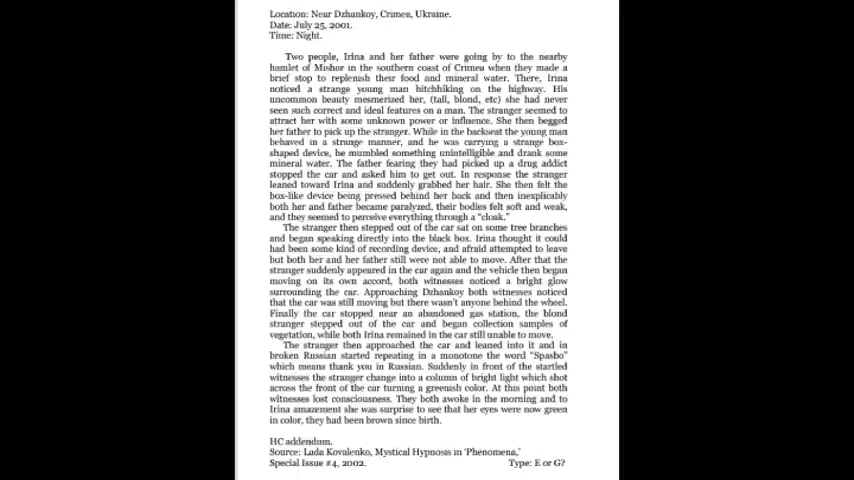 Location: Near Dzhankoy, Crimea, Ukraine.
Date: July 25, 2001.
Time: Night.
Two people, Irina and her father were going by to the nearby
hamlet of Mishor in the southern coast of Crimea when they made a
brief stop to replenish their food and mineral water. There, Irina
noticed a strange young man hitchhiking on the highway. His
uncommon beauty mesmerized her, (tall, blond, etc) she had never
seen such correct and ideal features on a man. The stranger seemed to
attract her with some unknown power or influence. She then begged
her father to pick up the stranger. While in the backseat the young man
behaved in a strange manner, and he was carrying a strange box-
shaped device, he mumbled something unintelligible and drank some
mineral water. The father fearing they had picked up a drug addict
stopped the car and asked him to get out. In response the stranger
leaned toward Irina and suddenly grabbed her hair. She then felt the
box-like device being pressed behind her back and then inexplicably
both her and father became paralyzed, their bodies felt soft and weak,
and they seemed to perceive everything through a “cloak.”
The stranger then stepped out of the car sat on some tree branches
and began speaking directly into the black box. Irina thought it could
had been some kind of recording device, and afraid attempted to leave
but both her and her father still were not able to move. After that the
stranger suddenly appeared in the car again and the vehicle then began
moving on its own accord, both witnesses noticed a bright glow
surrounding the car. Approaching Dzhankoy both witnesses noticed
that the car was still moving but there wasn’t anyone behind the wheel.
Finally the car stopped near an abandoned gas station, the blond
stranger stepped out of the car and began collection samples of
vegetation, while both Irina remained in the car still unable to move.
The stranger then approached the car and leaned into it and in
broken Russian started repeating in a monotone the word “Spasbo”
which means thank you in Russian. Suddenly in front of the startled
witnesses the stranger change into a column of bright light which shot
across the front of the car turning a greenish color. At this point both
witnesses lost consciousness. They both awoke in the morning and to
Irina amazement she was surprise to see that her eyes were now green
in color, they had been brown since birth.
HC addendum.
Source: Lada Kovalenko, Mystical Hypnosis in ‘Phenomena,’
Special Issue #4, 2002. Type: E or G?